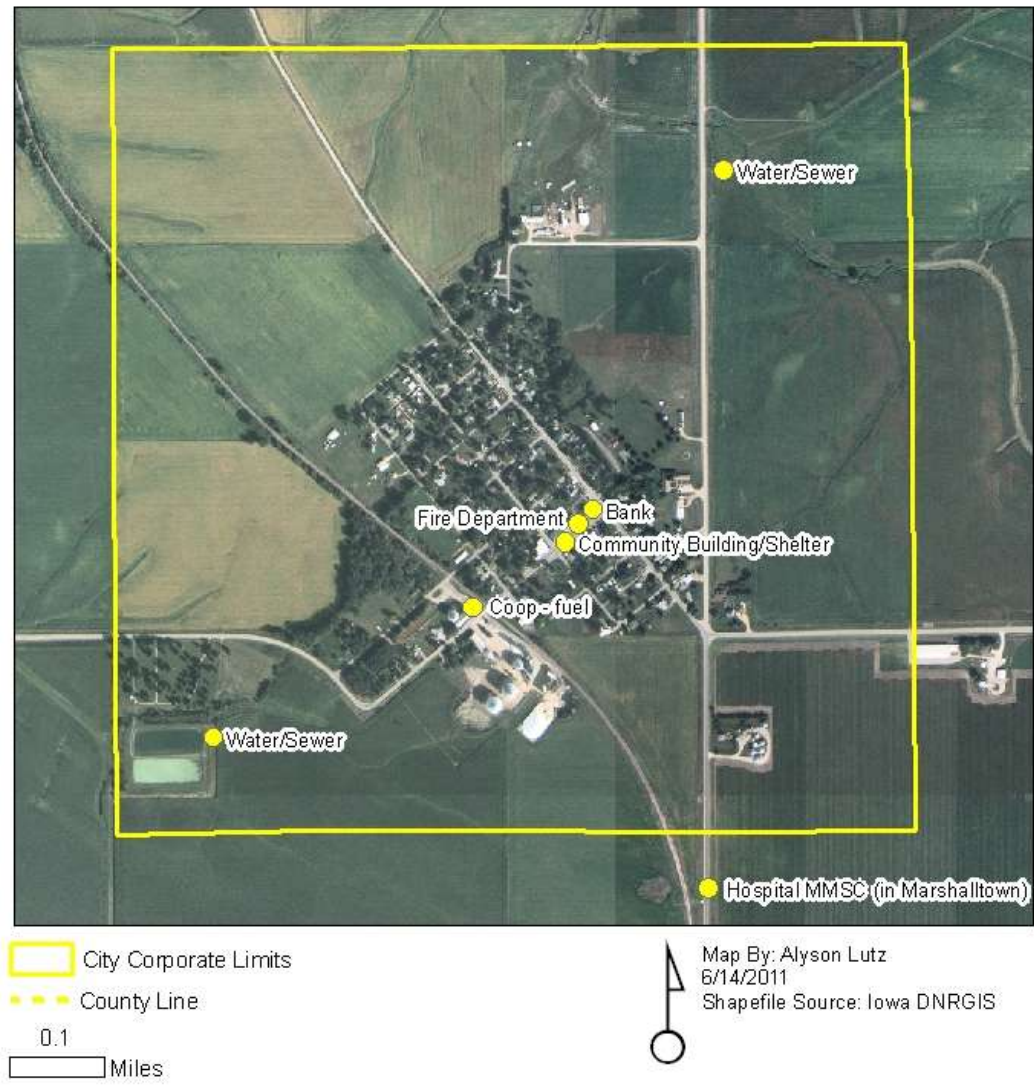 Water/Sewer
Bank
Fire Department
Community Building/Shelter
Coop - fuel
Water/Sewer
Hospital MMSC (in Marshalltown)
City Corporate Limits
County Line
0.1
Miles
Map By: Alyson Lutz
6/14/2011
Shapefile Source: Iowa DNRGIS